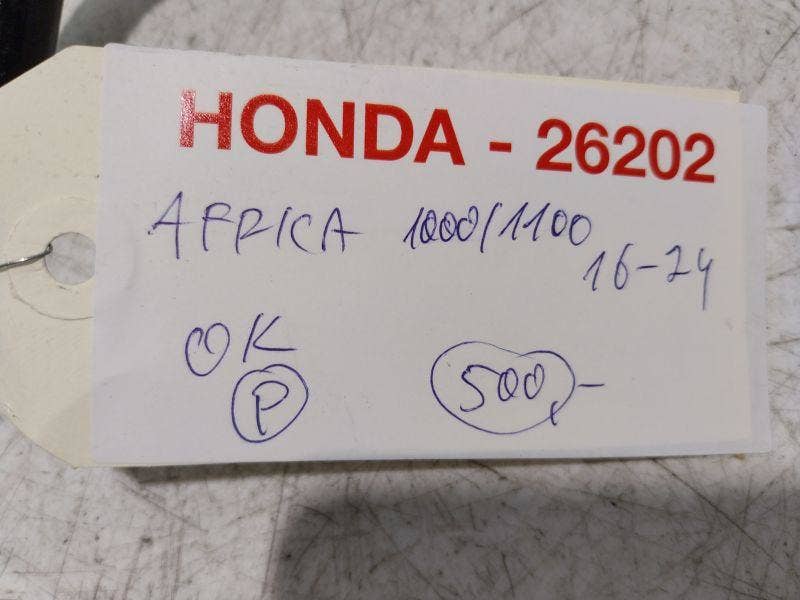 HONDA - 26202
AFRICA 1000/1100
16-24
OK
P
500,-